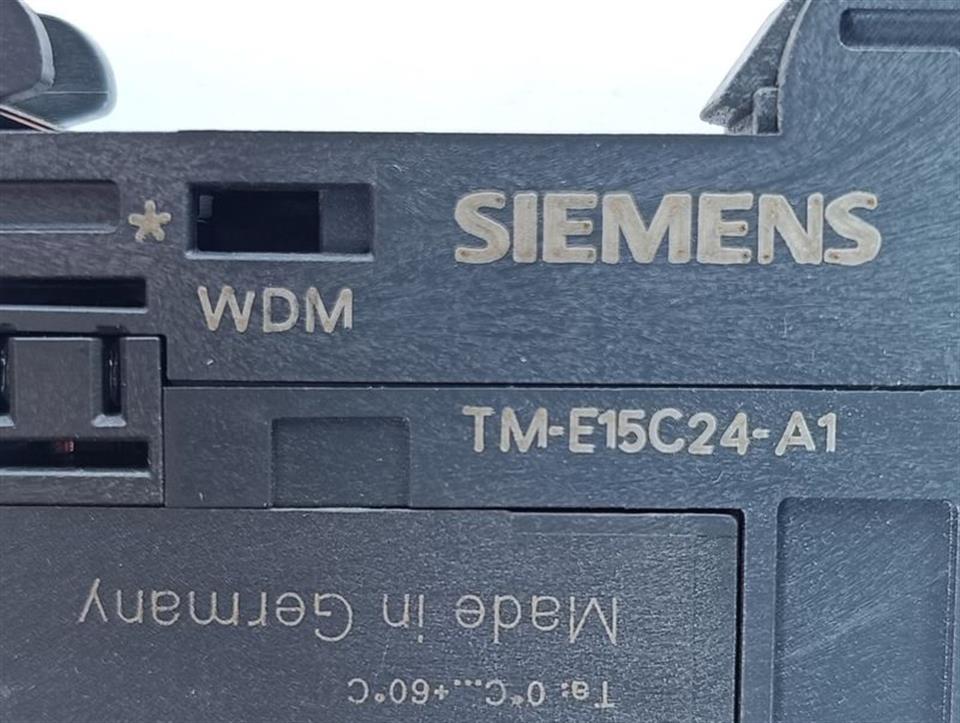 *
SIEMENS
WDM
TM-E15C24-A1
Made in Germany
Ta: 0°C...+60°C